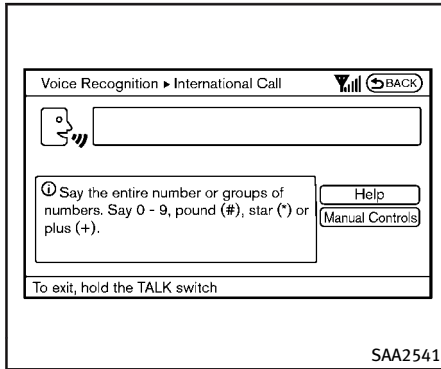 Voice Recognition ▸ International Call
BACK
Say the entire number or groups of
numbers. Say 0 - 9, pound (#), star (*) or
plus (+).
Help
Manual Controls
To exit, hold the TALK switch
SAA2541